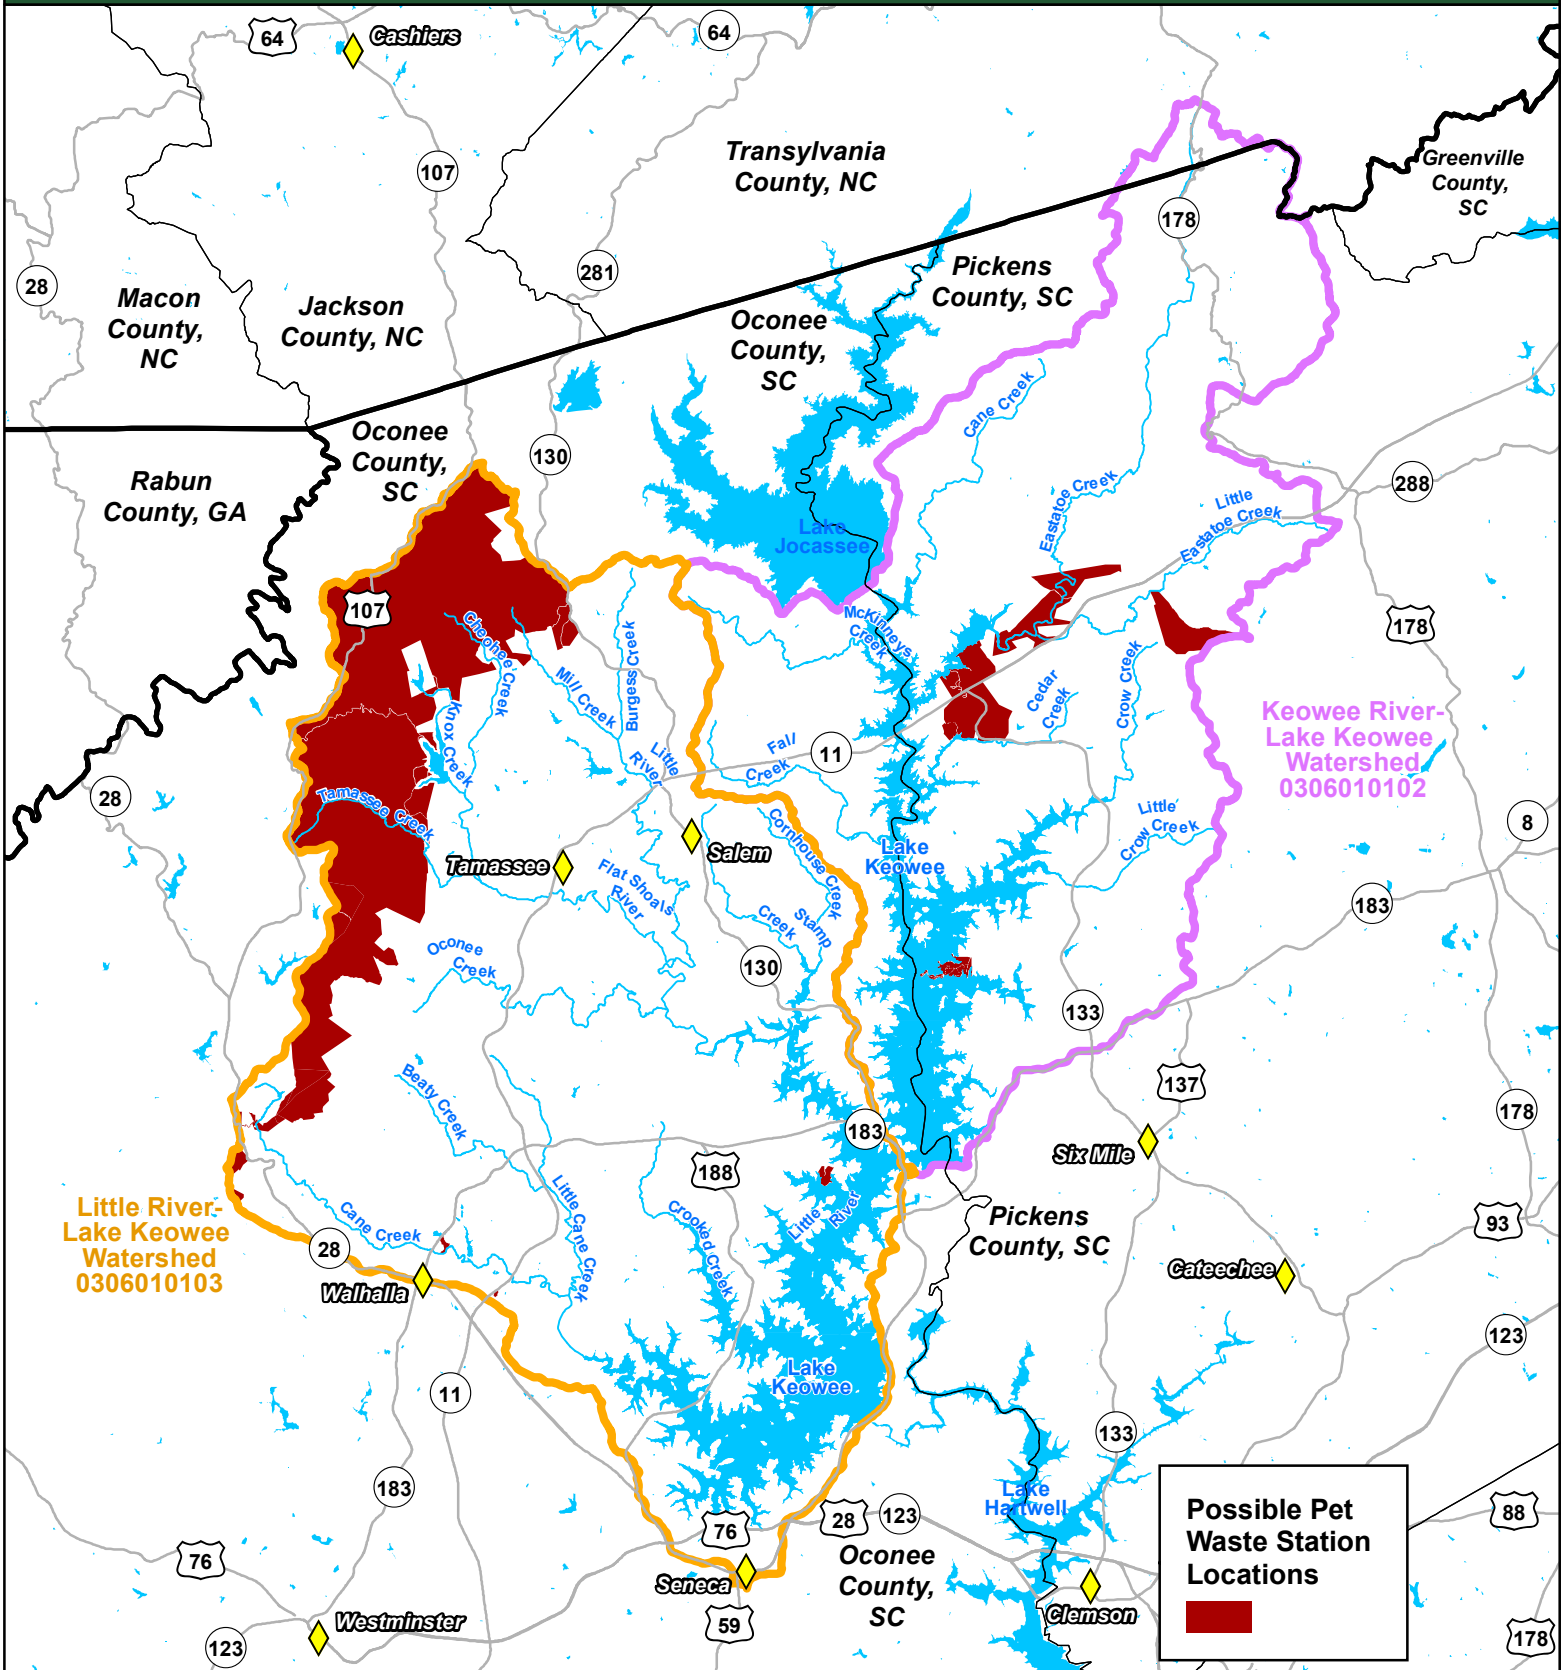 64
Cashiers
64
107
Transylvania
County, NC
Greenville
County,
SC
178
28
281
Macon
County,
NC
Jackson
County, NC
Pickens
County, SC
Oconee
County,
SC
Cane Creek
Oconee
County,
SC
130
Rabun
County, GA
288
Eastatoe Creek
Little
Eastatoe Creek
Lake
Jocassee
107
Cheohee Creek
Mill Creek
Burgess Creek
McKinneys
Creek
178
Knox Creek
Cedar
Creek
Crow Creek
Keowee River-
Lake Keowee
Watershed
0306010102
Little
River
Fall
Creek
11
28
Tamassee Creek
Little
Crow Creek
8
Tamassee
Salem
Cornhouse Creek
Lake
Keowee
Flat Shoals
River
183
Stamp
Creek
Oconee
Creek
130
133
137
Beaty Creek
178
183
Six Mile
188
Little River-
Lake Keowee
Watershed
0306010103
Cane Creek
Little Cane Creek
Crooked Creek
Little
River
Pickens
County, SC
93
28
Walhalla
Cateechee
123
Lake
Keowee
11
133
183
Lake
Hartwell
76
28
123
88
76
Oconee
County,
SC
Seneca
Clemson
59
Westminster
123
178
Possible Pet
Waste Station
Locations